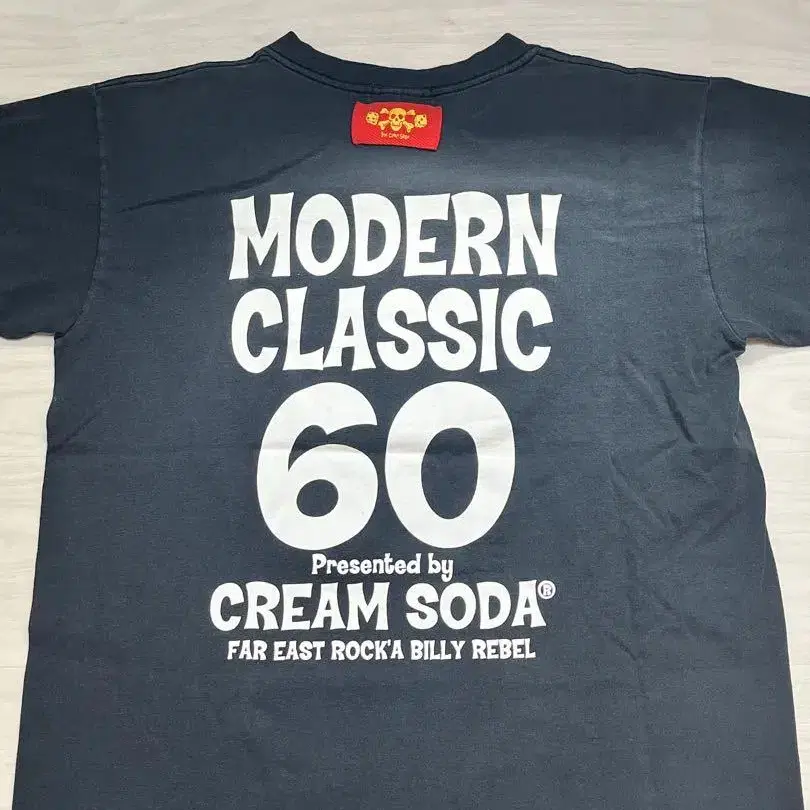 MODERN
CLASSIC
60
Presented by
CREAM SODA®
FAR EAST ROCK'A BILLY REBEL